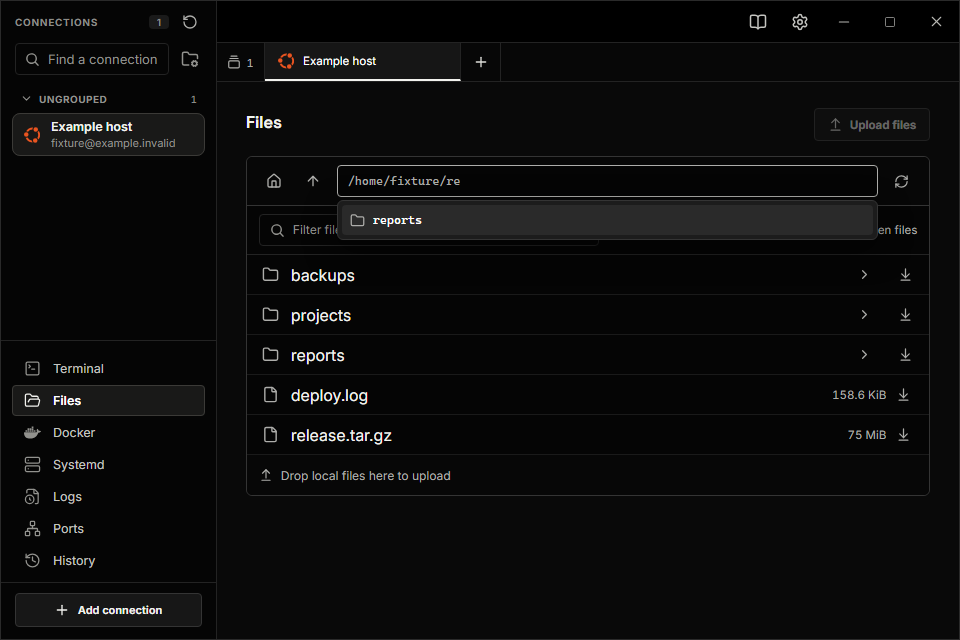 CONNECTIONS 1
Find a connection
UNGROUPED 1
Example host
fixture@example.invalid
Terminal
Files
Docker
Systemd
Logs
Ports
History
Add connection
1
Example host
Files
Upload files
/home/fixture/re
reports
Filter
files
backups
projects
reports
deploy.log 158.6 KiB
release.tar.gz 75 MiB
Drop local files here to upload